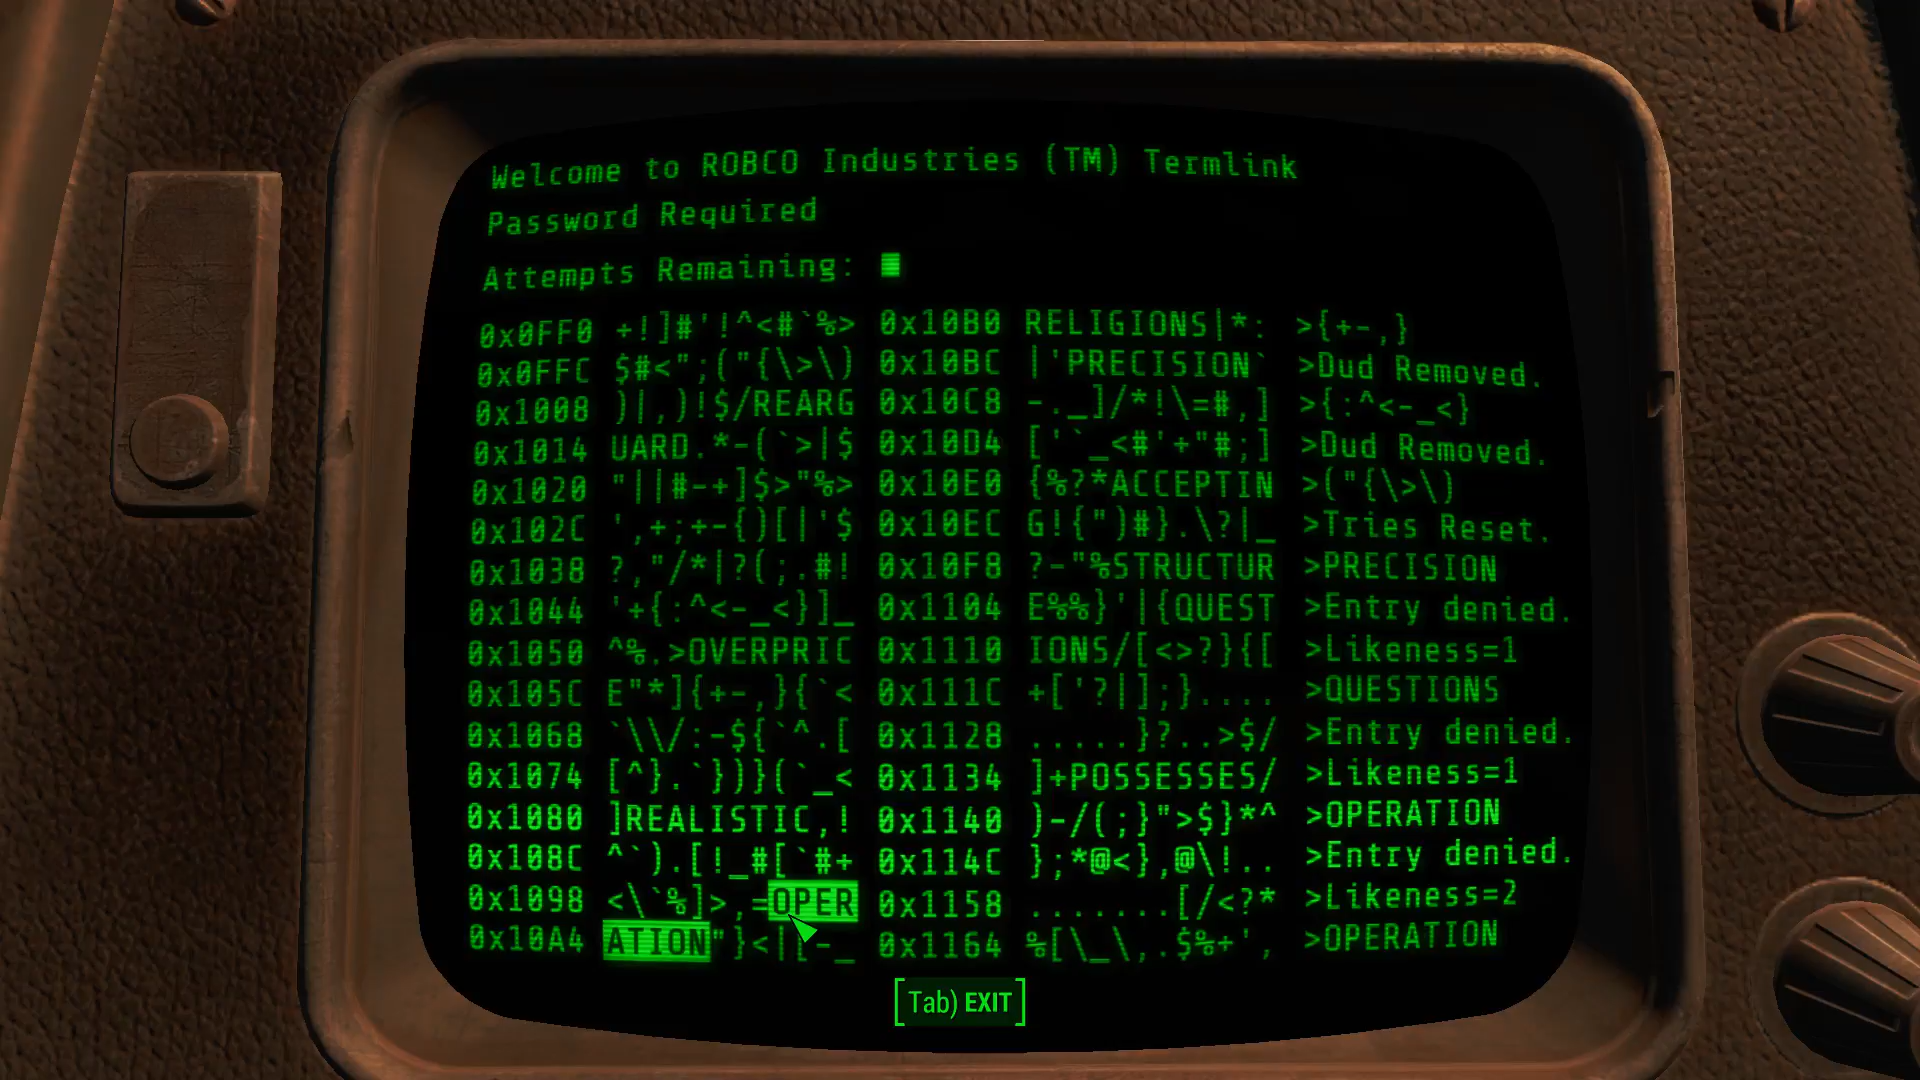 Welcome to ROBCO Industries (TM) Termlink
Password Required
Attempts Remaining: ■
0x0FF0 +!]#'!^<#`%> 0x10B0 RELIGIONS|*: >{+-,}
0x0FFC $#<";("{\>\) 0x10BC |'PRECISION` >Dud Removed.
0x1008 )|,)!$/REARG 0x10C8 -._]/*!\=#,] >{:^<-_<}
0x1014 UARD.*-(`>|$ 0x10D4 ['`_<#'+"#;] >Dud Removed.
0x1020 "||#-+]$>"%> 0x10E0 {%?*ACCEPTIN >("{\>\)
0x102C ',+;+-{)[|'$ 0x10EC G!{")#}.\?|_ >Tries Reset.
0x1038 ?,"/*|?(;.#! 0x10F8 ?-"%STRUCTUR >PRECISION
0x1044 '+{:^<-_<}]_ 0x1104 E%%}'|{QUEST >Entry denied.
0x1050 ^%.>OVERPRIC 0x1110 IONS/[<>?}{[ >Likeness=1
0x105C E"*]{+-,}{`< 0x111C +['?|];}.... >QUESTIONS
0x1068 `\\/:-${`^.[ 0x1128 .....}?..>$/ >Entry denied.
0x1074 [^}.`})}(`_< 0x1134 ]+POSSESSES/ >Likeness=1
0x1080 ]REALISTIC,! 0x1140 )-/(;}">$}*^ >OPERATION
0x108C ^`).[!_#[`#+ 0x114C };*@<},@\!.. >Entry denied.
0x1098 <\`%]>,=OPER 0x1158 .......[/<?* >Likeness=2
0x10A4 ATION"}<|[-_ 0x1164 %[\_\,.$%+', >OPERATION
Tab) EXIT